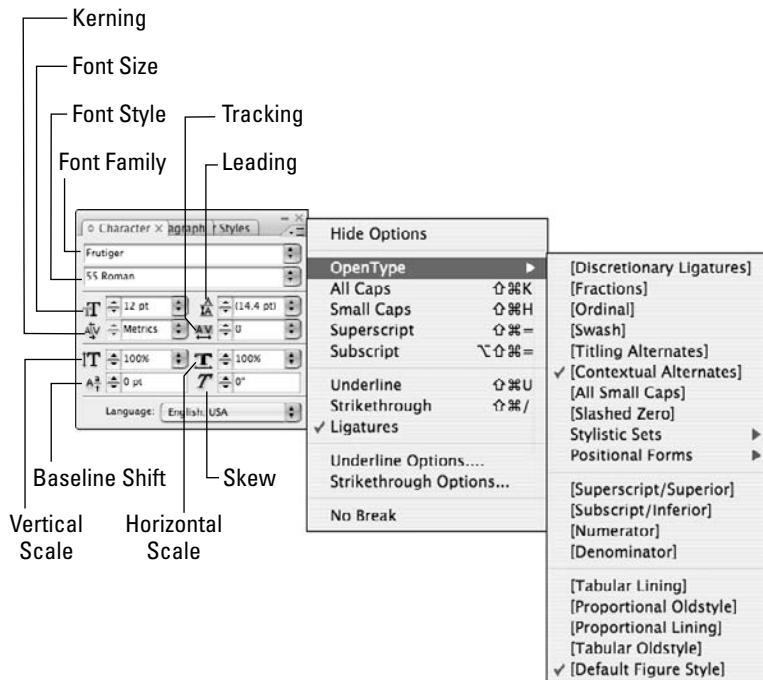 Kerning
Font Size
Font Style
Tracking
Font Family
Leading
Character × agraph Styles
Frutiger
55 Roman
12 pt
(14.4 pt)
Metrics
0
100%
100%
0 pt
0°
Language: English: USA
Baseline Shift
Skew
Vertical
Scale
Horizontal
Scale
Hide Options
OpenType
All Caps ⇧⌘K
Small Caps ⇧⌘H
Superscript ⇧⌘=
Subscript ⌥⇧⌘=
Underline ⇧⌘U
Strikethrough ⇧⌘/
✓ Ligatures
Underline Options....
Strikethrough Options...
No Break
[Discretionary Ligatures]
[Fractions]
[Ordinal]
[Swash]
[Titling Alternates]
✓ [Contextual Alternates]
[All Small Caps]
[Slashed Zero]
Stylistic Sets
Positional Forms
[Superscript/Superior]
[Subscript/Inferior]
[Numerator]
[Denominator]
[Tabular Lining]
[Proportional Oldstyle]
[Proportional Lining]
[Tabular Oldstyle]
✓ [Default Figure Style]